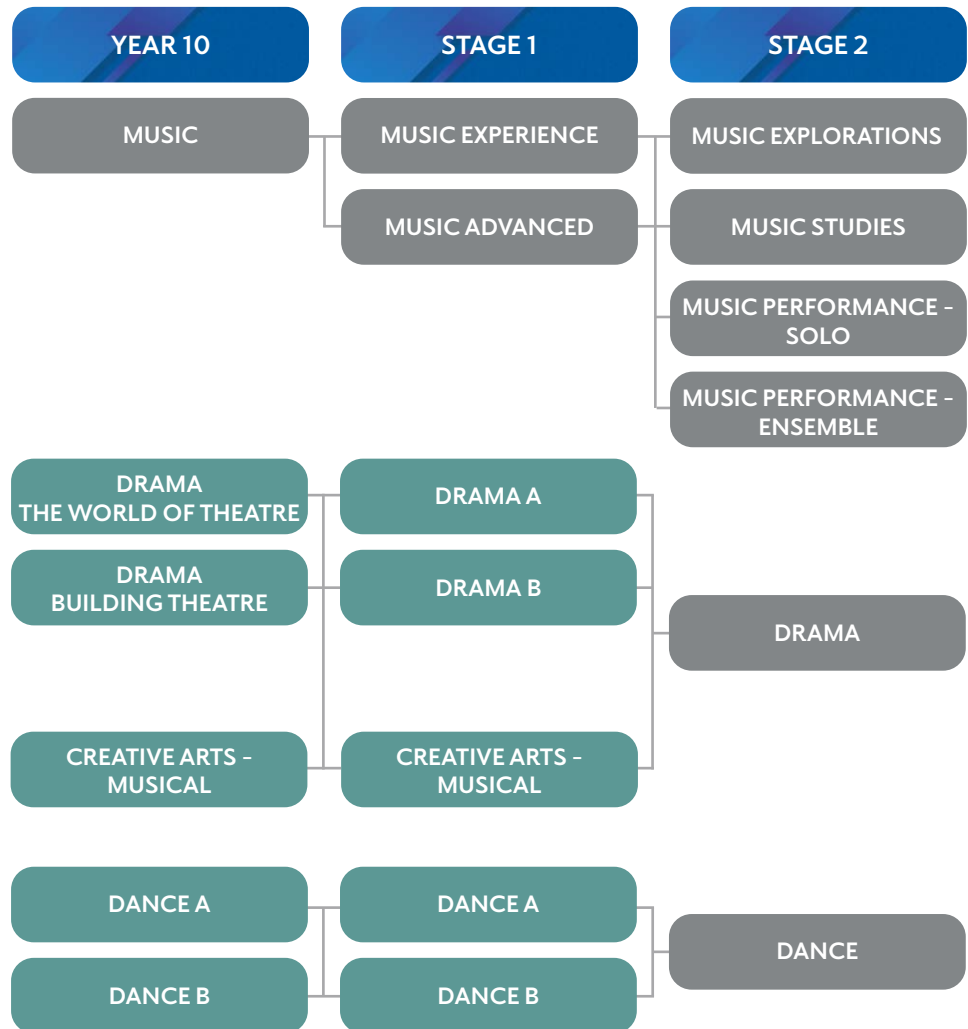 YEAR 10
STAGE 1
STAGE 2
MUSIC
MUSIC EXPERIENCE
MUSIC EXPLORATIONS
MUSIC ADVANCED
MUSIC STUDIES
MUSIC PERFORMANCE -
SOLO
MUSIC PERFORMANCE -
ENSEMBLE
DRAMA
THE WORLD OF THEATRE
DRAMA A
DRAMA
BUILDING THEATRE
DRAMA B
DRAMA
CREATIVE ARTS -
MUSICAL
CREATIVE ARTS -
MUSICAL
DANCE A
DANCE A
DANCE
DANCE B
DANCE B